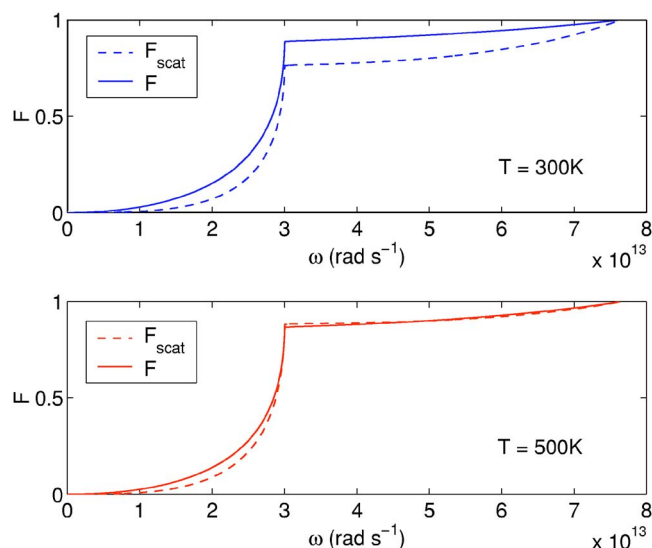 1
F_scat
F
F
0.5
T = 300K
0
0 1 2 3 4 5 6 7 8
ω (rad s⁻¹)
x 10¹³
1
F_scat
F
F
0.5
T = 500K
0
0 1 2 3 4 5 6 7 8
ω (rad s⁻¹)
x 10¹³